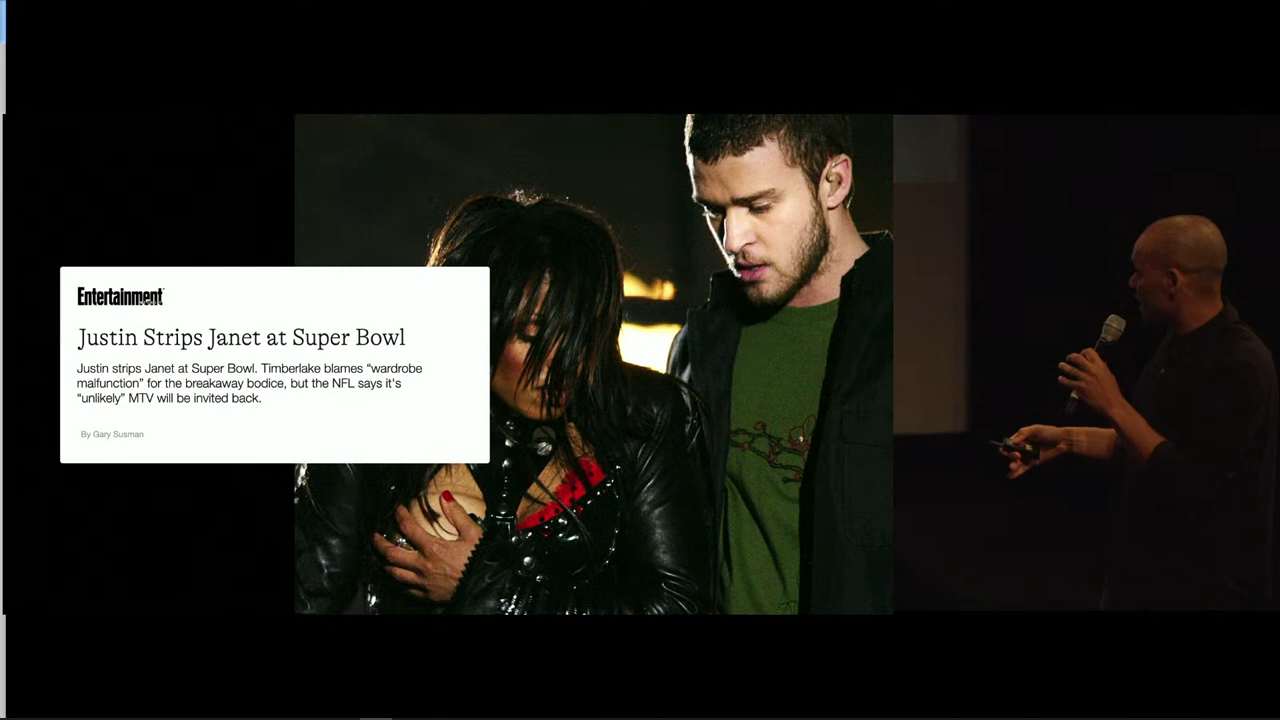 Entertainment
Justin Strips Janet at Super Bowl
Justin strips Janet at Super Bowl. Timberlake blames “wardrobe
malfunction” for the breakaway bodice, but the NFL says it's
“unlikely” MTV will be invited back.
By Gary Susman